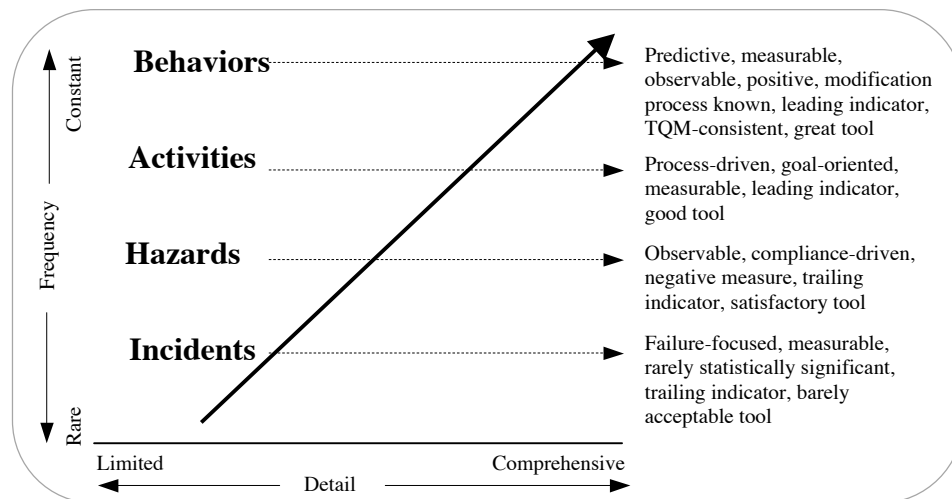 Constant
Frequency
Rare
Behaviors
Predictive, measurable,
observable, positive, modification
process known, leading indicator,
TQM-consistent, great tool
Activities
Process-driven, goal-oriented,
measurable, leading indicator,
good tool
Hazards
Observable, compliance-driven,
negative measure, trailing
indicator, satisfactory tool
Incidents
Failure-focused, measurable,
rarely statistically significant,
trailing indicator, barely
acceptable tool
Limited
Comprehensive
Detail